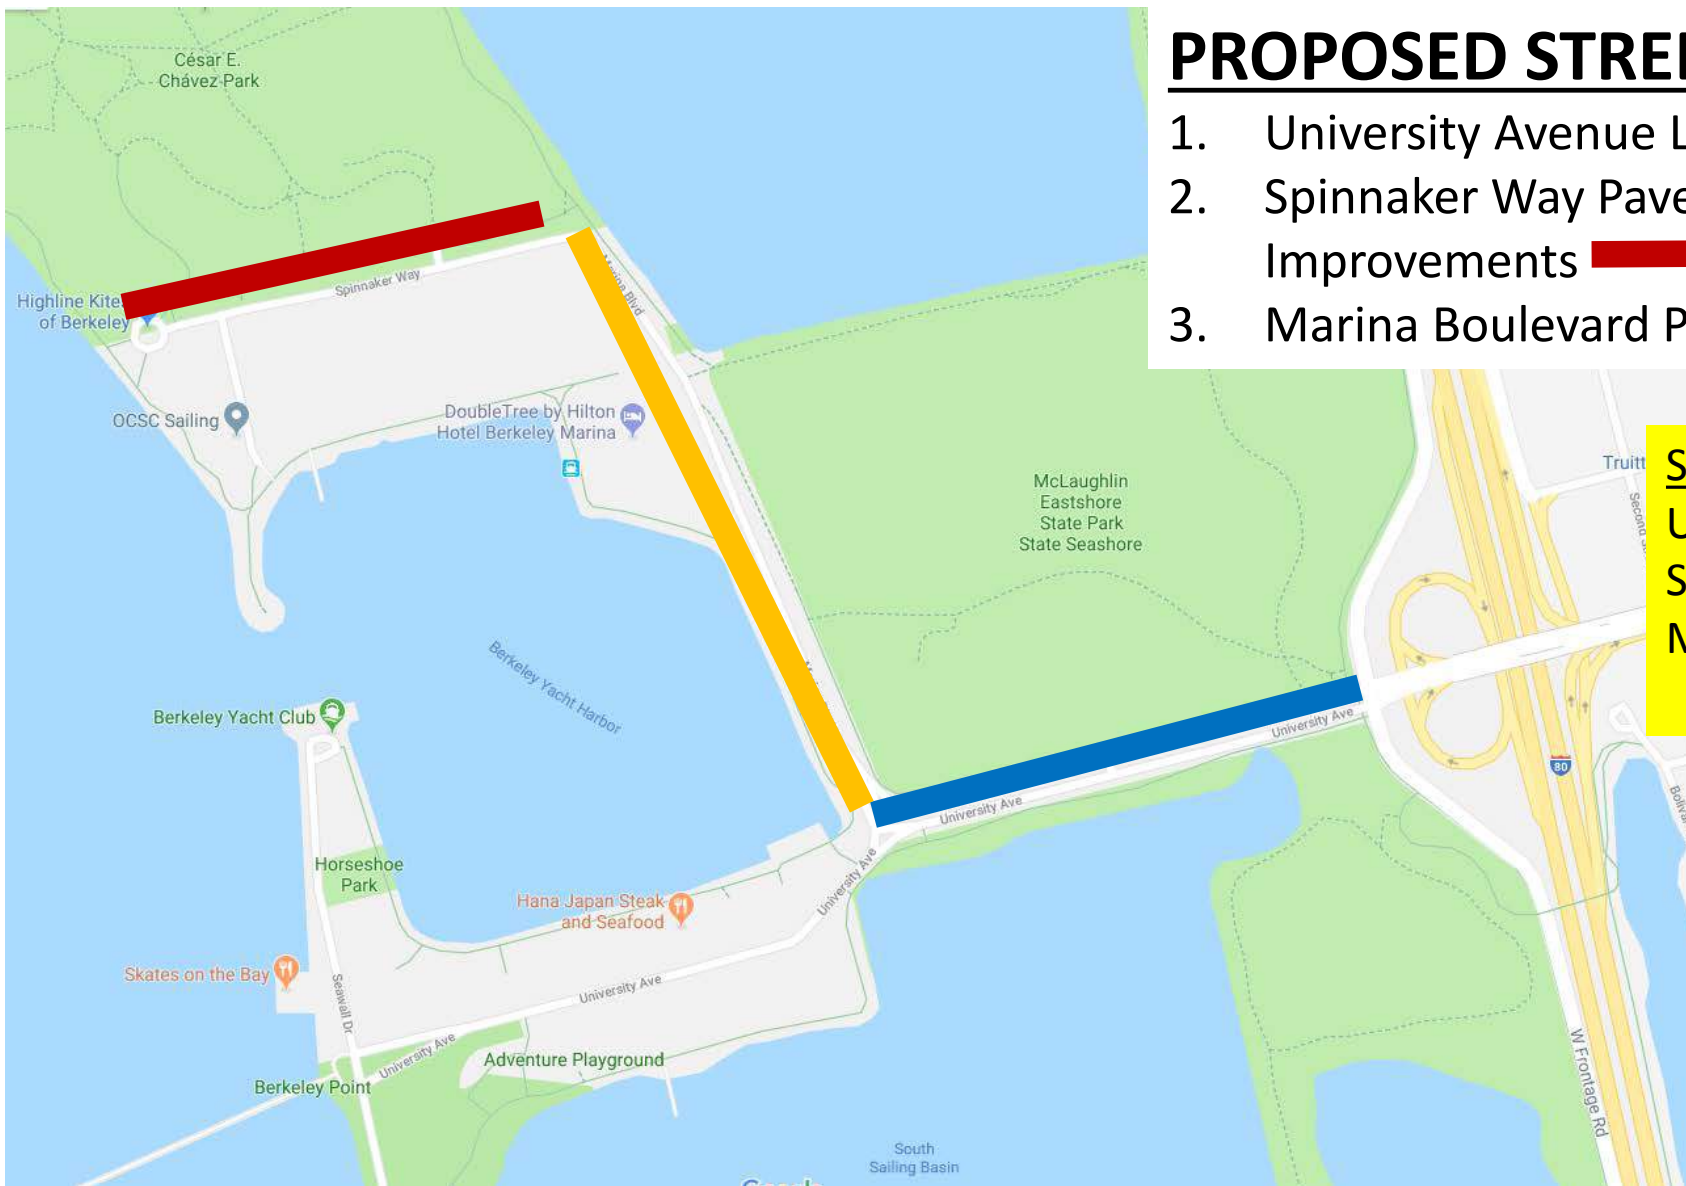 PROPOSED STREE
1. University Avenue L
2. Spinnaker Way Pave
Improvements
3. Marina Boulevard P
César E.
Chávez Park
Highline Kite
of Berkeley
Spinnaker Way
Marina Blvd
OCSC Sailing
DoubleTree by Hilton
Hotel Berkeley Marina
McLaughlin
Eastshore
State Park
State Seashore
Truitt
Second
S
U
S
M
Berkeley Yacht Harbor
Berkeley Yacht Club
University Ave
80
University Ave
Boliva
Horseshoe
Park
University Ave
Hana Japan Steak
and Seafood
Skates on the Bay
Seawall Dr
University Ave
University Ave
Adventure Playground
Berkeley Point
W Frontage Rd
South
Sailing Basin